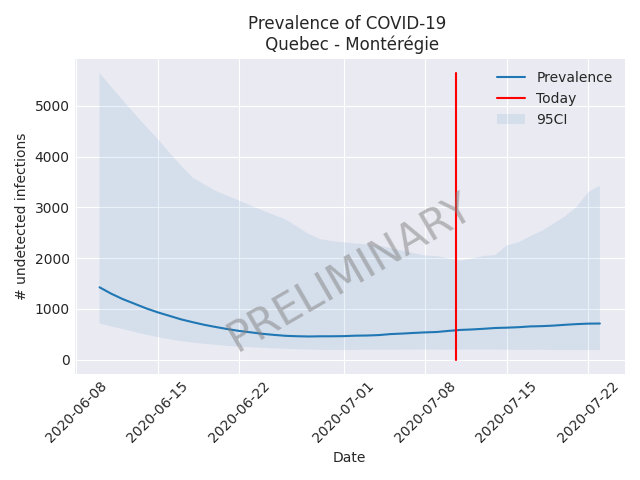 Prevalence of COVID-19
Quebec - Montérégie
Prevalence
Today
95CI
# undetected infections
5000
4000
3000
2000
1000
0
PRELIMINARY
2020-06-08
2020-06-15
2020-06-22
2020-07-01
2020-07-08
2020-07-15
2020-07-22
Date